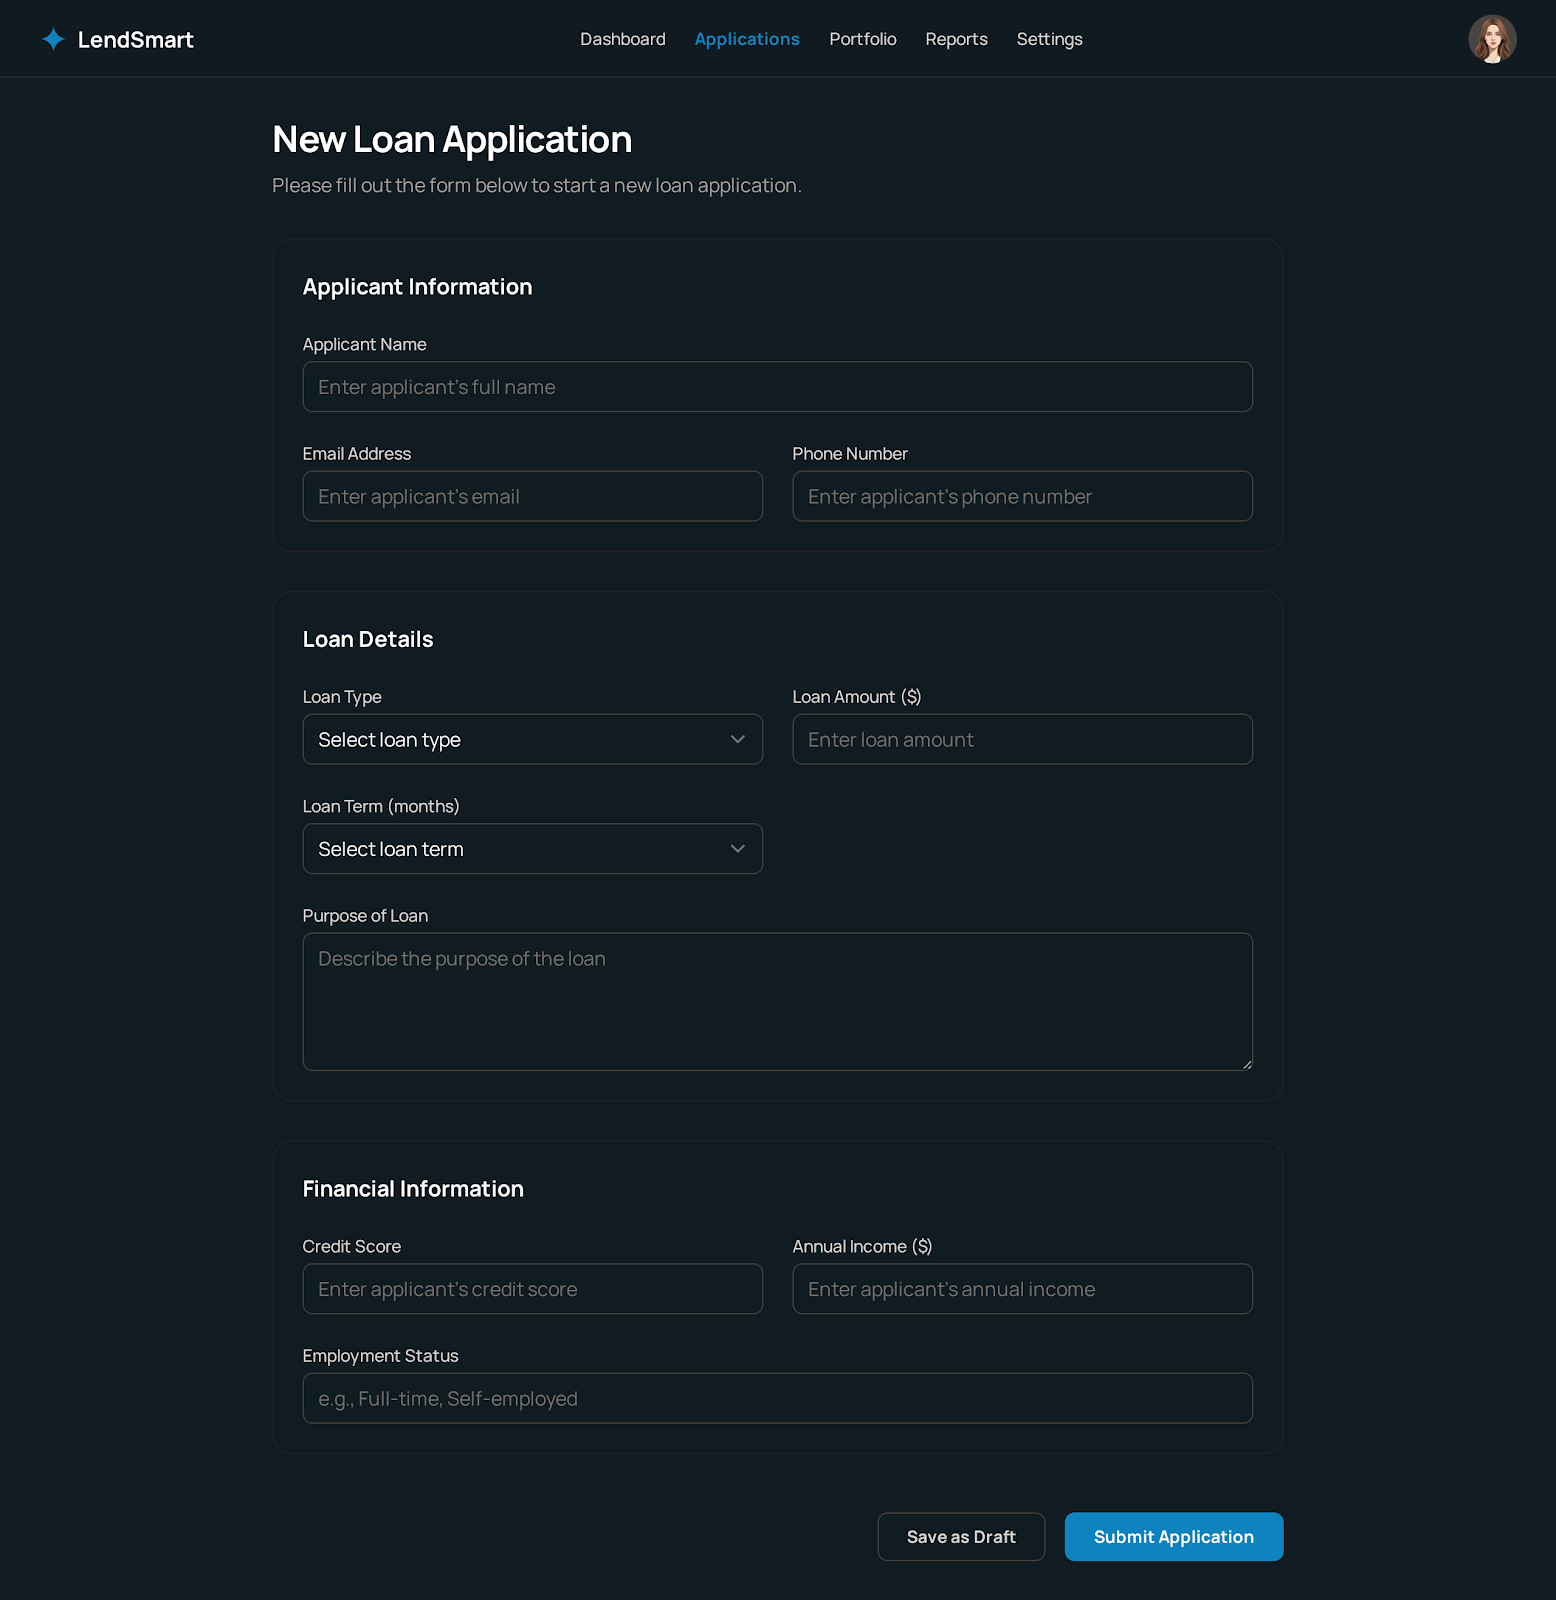 LendSmart
Dashboard Applications Portfolio Reports Settings
New Loan Application
Please fill out the form below to start a new loan application.
Applicant Information
Applicant Name
Enter applicant's full name
Email Address
Enter applicant's email
Phone Number
Enter applicant's phone number
Loan Details
Loan Type
Select loan type
Loan Amount ($)
Enter loan amount
Loan Term (months)
Select loan term
Purpose of Loan
Describe the purpose of the loan
Financial Information
Credit Score
Enter applicant's credit score
Annual Income ($)
Enter applicant's annual income
Employment Status
e.g., Full-time, Self-employed
Save as Draft
Submit Application